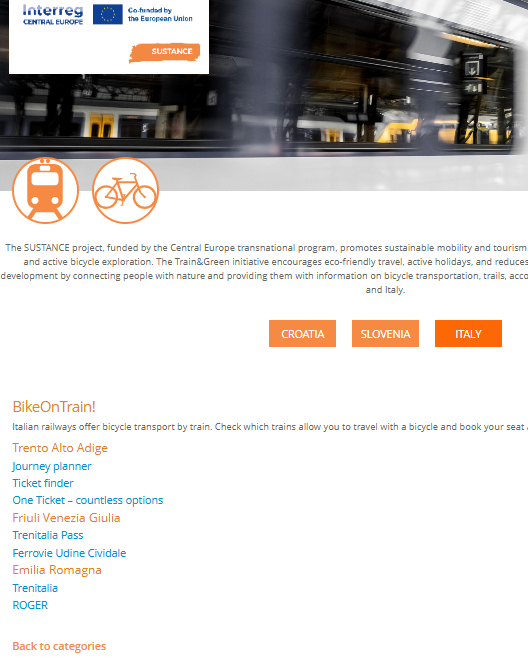 Interreg
CENTRAL EUROPE
Co-funded by
the European Union
SUSTANCE
The SUSTANCE project, funded by the Central Europe transnational program, promotes sustainable mobility and tourism
and active bicycle exploration. The Train&Green initiative encourages eco-friendly travel, active holidays, and reduces
development by connecting people with nature and providing them with information on bicycle transportation, trails,
and Italy.
CROATIA
SLOVENIA
ITALY
BikeOnTrain!
Italian railways offer bicycle transport by train. Check which trains allow you to travel with a bicycle and book your seat
Trento Alto Adige
Journey planner
Ticket finder
One Ticket – countless options
Friuli Venezia Giulia
Trenitalia Pass
Ferrovie Udine Cividale
Emilia Romagna
Trenitalia
ROGER
Back to categories